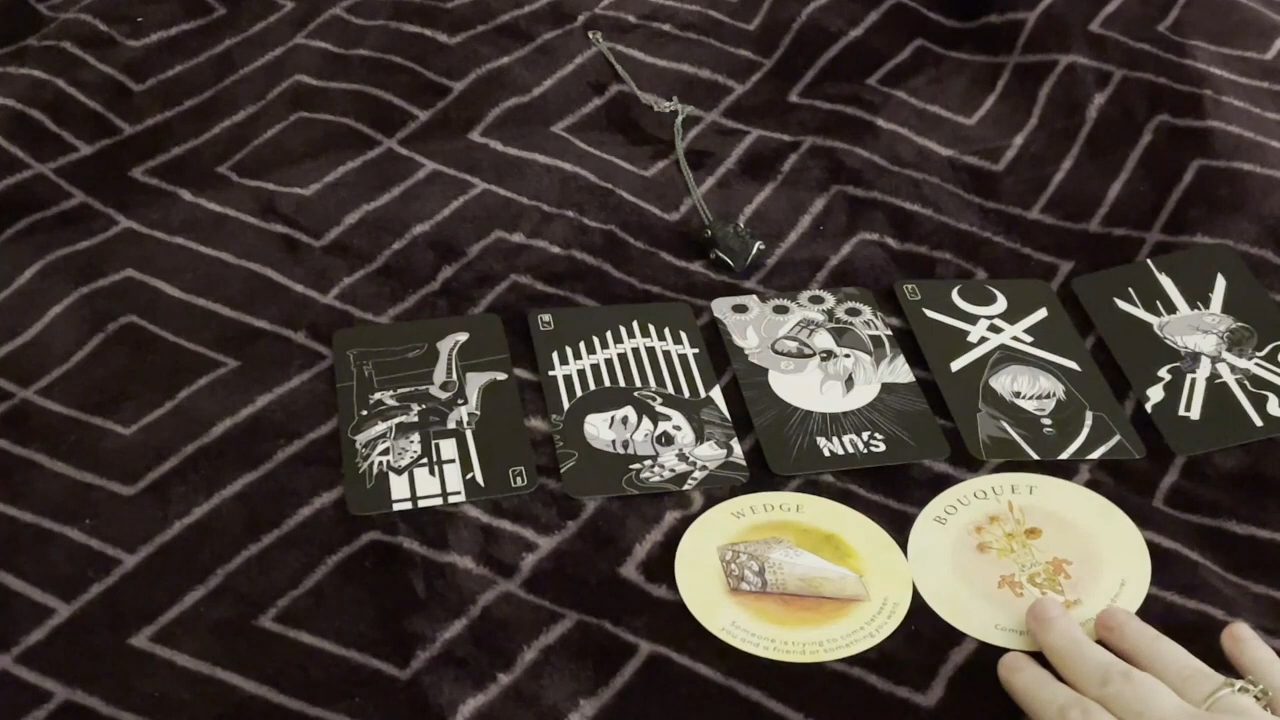 SUN
WEDGE
Someone is trying to come between
you and a friend or something you want
BOUQUET